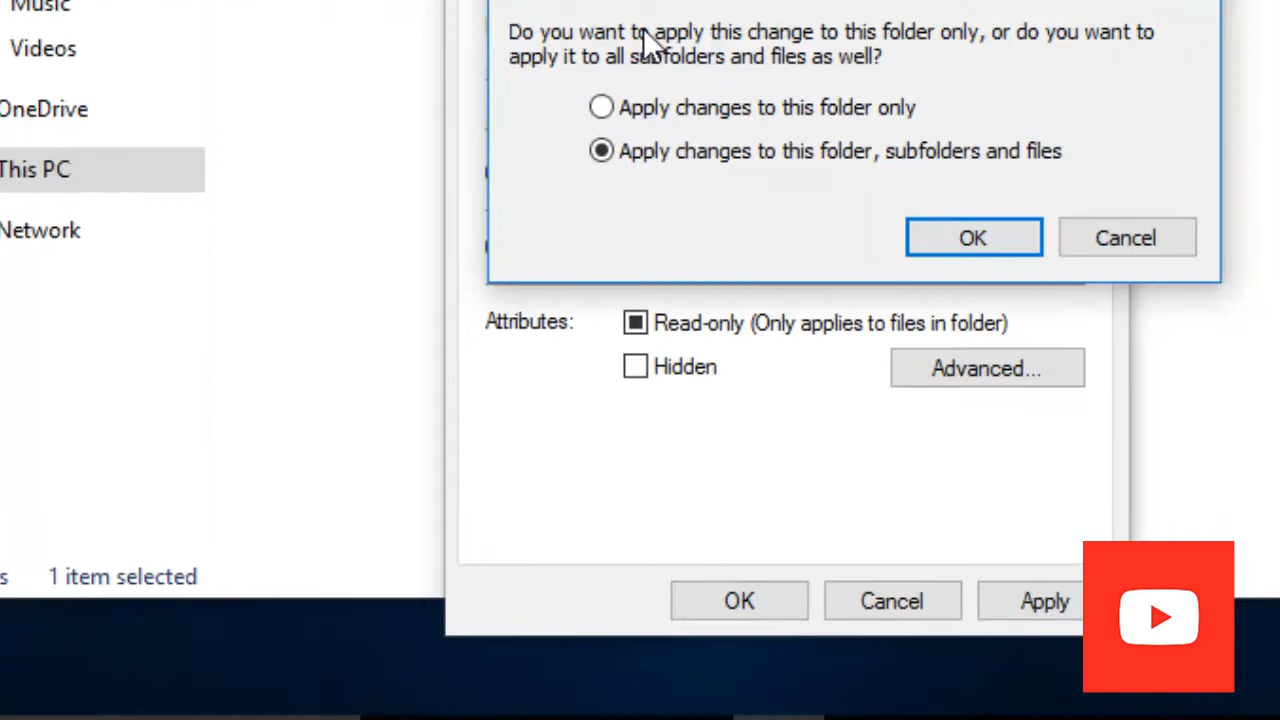 Music
Videos
OneDrive
This PC
Network
s 1 item selected
Do you want to apply this change to this folder only, or do you want to
apply it to all subfolders and files as well?
Apply changes to this folder only
Apply changes to this folder, subfolders and files
OK Cancel
Attributes: Read-only (Only applies to files in folder)
Hidden Advanced...
OK Cancel Apply